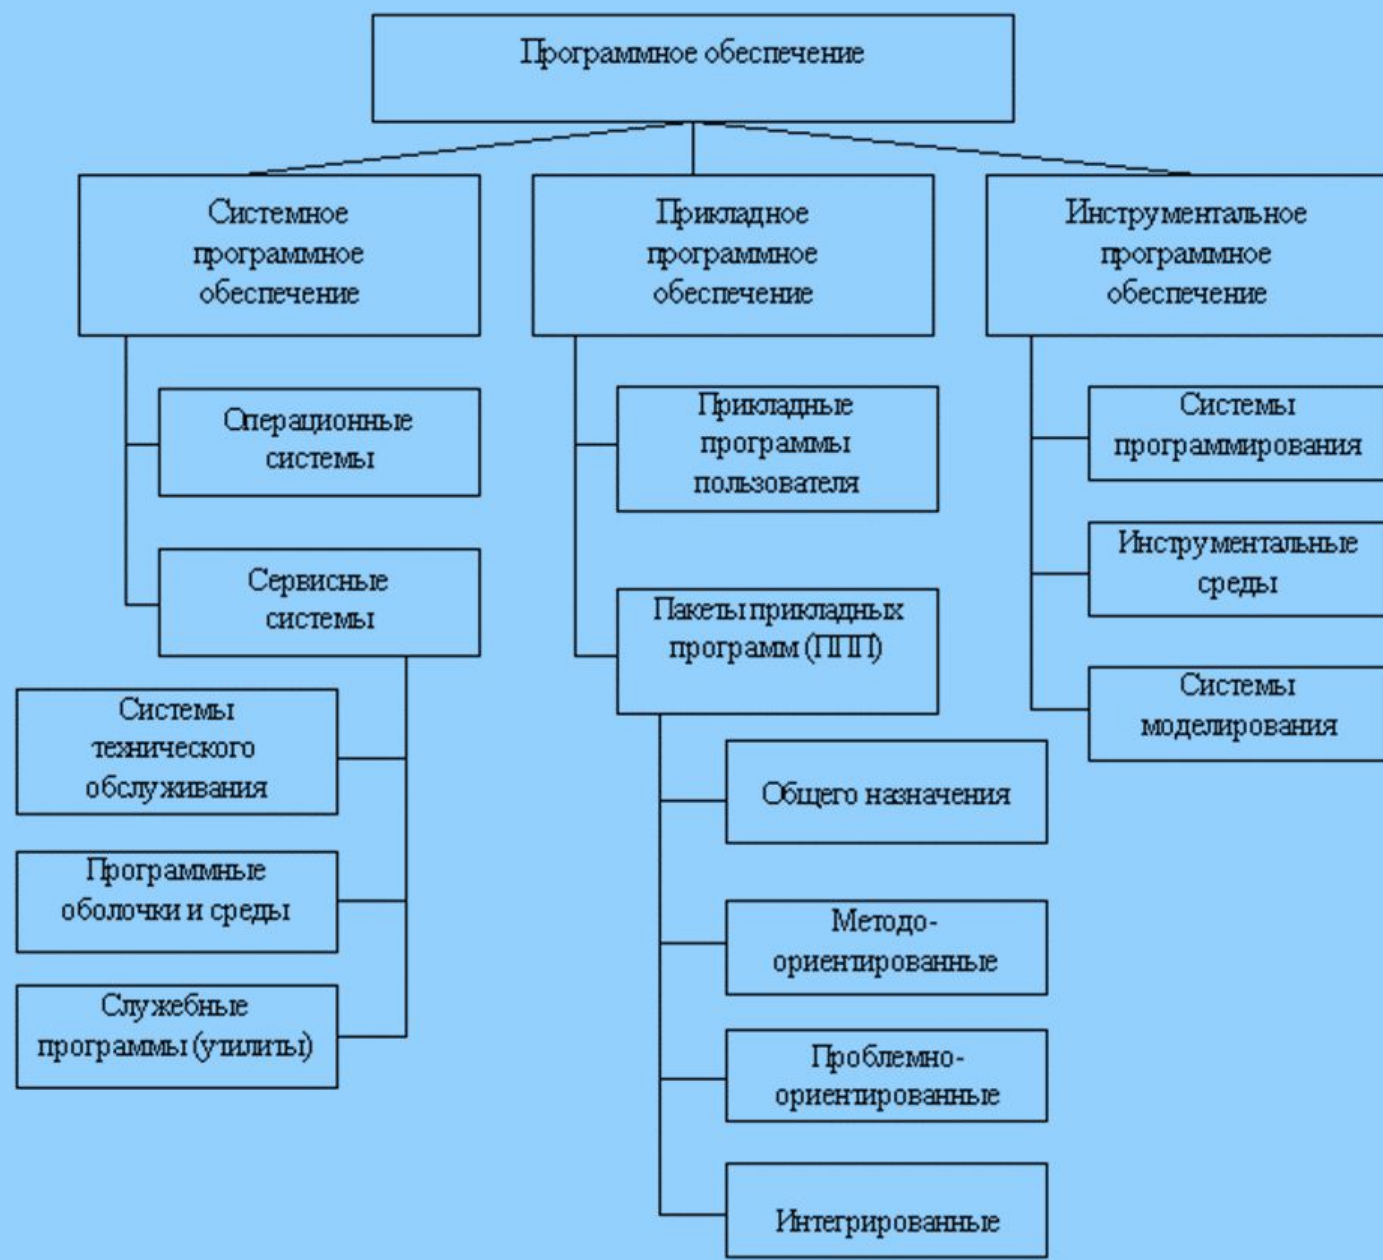 Программное обеспечение
Системное
программное
обеспечение
Прикладное
программное
обеспечение
Инструментальное
программное
обеспечение
Операционные
системы
Сервисные
системы
Системы
технического
обслуживания
Программные
оболочки и среды
Служебные
программы (утилиты)
Прикладные
программы
пользователя
Пакеты прикладных
программ (ППП)
Общего назначения
Методо-
ориентированные
Проблемно-
ориентированные
Интегрированные
Системы
программирования
Инструментальные
среды
Системы
моделирования